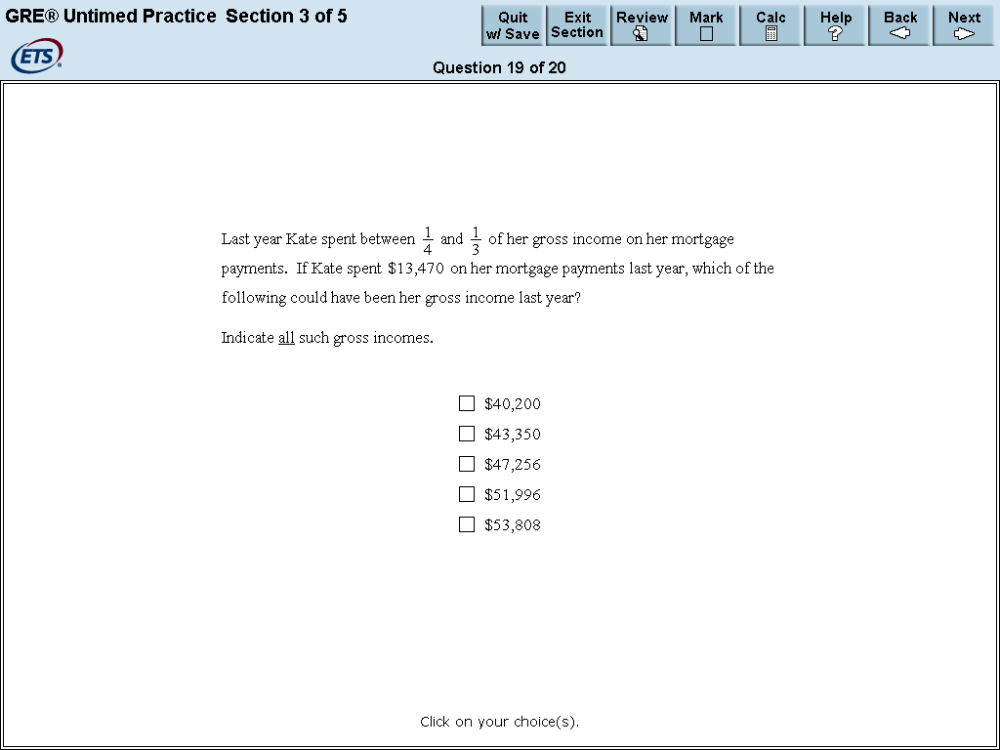 GRE® Untimed Practice Section 3 of 5
Quit w/ Save
Exit Section
Review
Mark
Calc
Help
Back
Next
ETS®
Question 19 of 20
Last year Kate spent between 1/4 and 1/3 of her gross income on her mortgage
payments. If Kate spent $13,470 on her mortgage payments last year, which of the
following could have been her gross income last year?
Indicate all such gross incomes.
$40,200
$43,350
$47,256
$51,996
$53,808
Click on your choice(s).